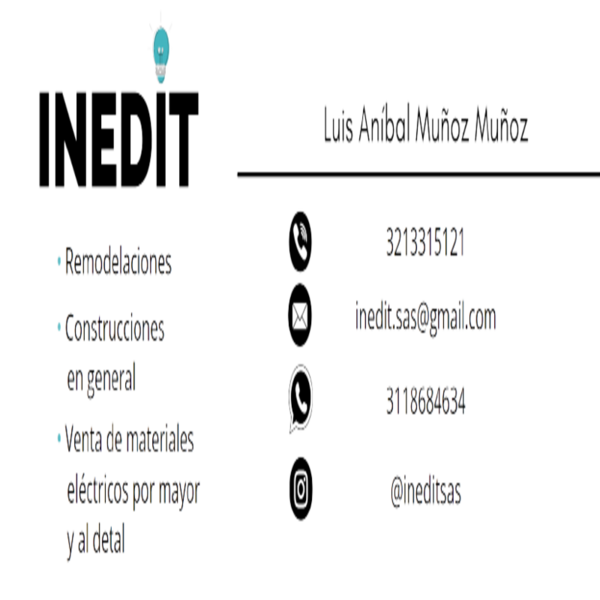 INEDIT
Luis Aníbal Muñoz Muñoz
· Remodelaciones
· Construcciones
en general
· Venta de materiales
eléctricos por mayor
y al detal
3213315121
inedit.sas@gmail.com
3118684634
@ineditsas